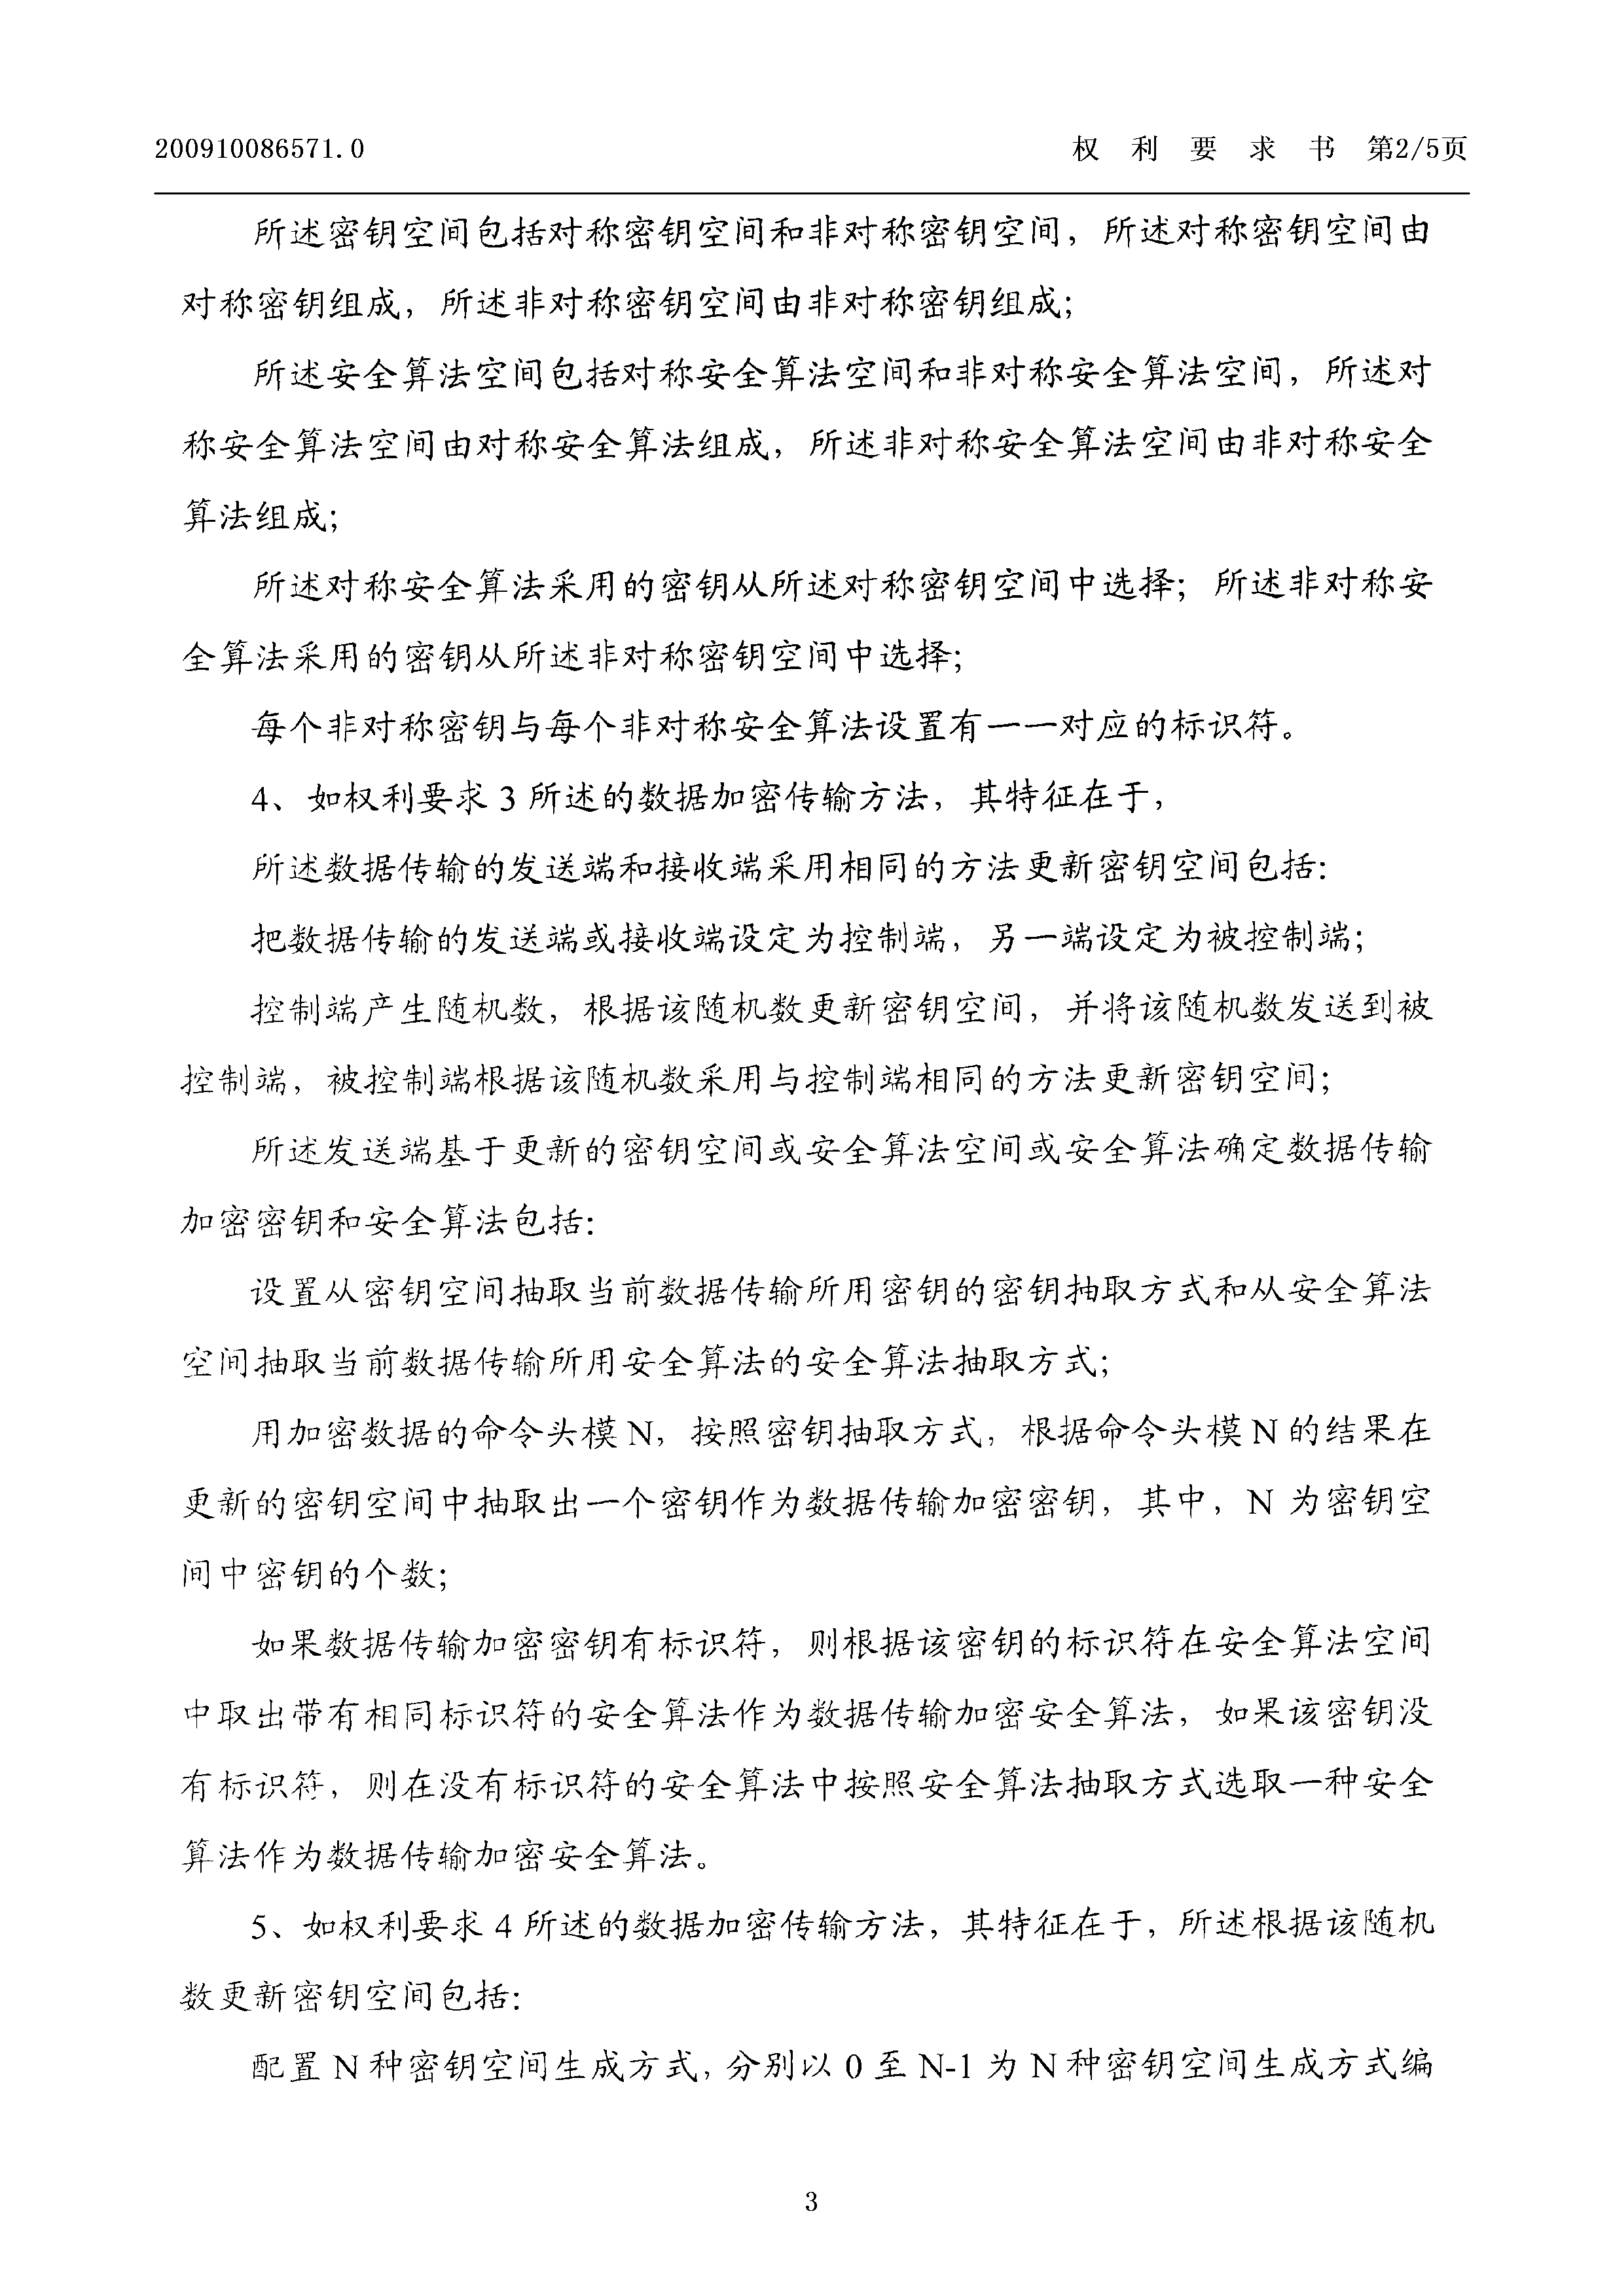 200910086571.0 权利要求书 第2/5页
所述密钥空间包括对称密钥空间和非对称密钥空间，所述对称密钥空间由
对称密钥组成，所述非对称密钥空间由非对称密钥组成；
所述安全算法空间包括对称安全算法空间和非对称安全算法空间，所述对
称安全算法空间由对称安全算法组成，所述非对称安全算法空间由非对称安全
算法组成；
所述对称安全算法采用的密钥从所述对称密钥空间中选择；所述非对称安
全算法采用的密钥从所述非对称密钥空间中选择；
每个非对称密钥与每个非对称安全算法设置有一一对应的标识符。
4、如权利要求 3 所述的数据加密传输方法，其特征在于，
所述数据传输的发送端和接收端采用相同的方法更新密钥空间包括：
把数据传输的发送端或接收端设定为控制端，另一端设定为被控制端；
控制端产生随机数，根据该随机数更新密钥空间，并将该随机数发送到被
控制端，被控制端根据该随机数采用与控制端相同的方法更新密钥空间；
所述发送端基于更新的密钥空间或安全算法空间或安全算法确定数据传输
加密密钥和安全算法包括：
设置从密钥空间抽取当前数据传输所用密钥的密钥抽取方式和从安全算法
空间抽取当前数据传输所用安全算法的安全算法抽取方式；
用加密数据的命令头模 N，按照密钥抽取方式，根据命令头模 N 的结果在
更新的密钥空间中抽取出一个密钥作为数据传输加密密钥，其中，N 为密钥空
间中密钥的个数；
如果数据传输加密密钥有标识符，则根据该密钥的标识符在安全算法空间
中取出带有相同标识符的安全算法作为数据传输加密安全算法，如果该密钥没
有标识符，则在没有标识符的安全算法中按照安全算法抽取方式选取一种安全
算法作为数据传输加密安全算法。
5、如权利要求 4 所述的数据加密传输方法，其特征在于，所述根据该随机
数更新密钥空间包括：
配置 N 种密钥空间生成方式，分别以 0 至 N-1 为 N 种密钥空间生成方式编
3